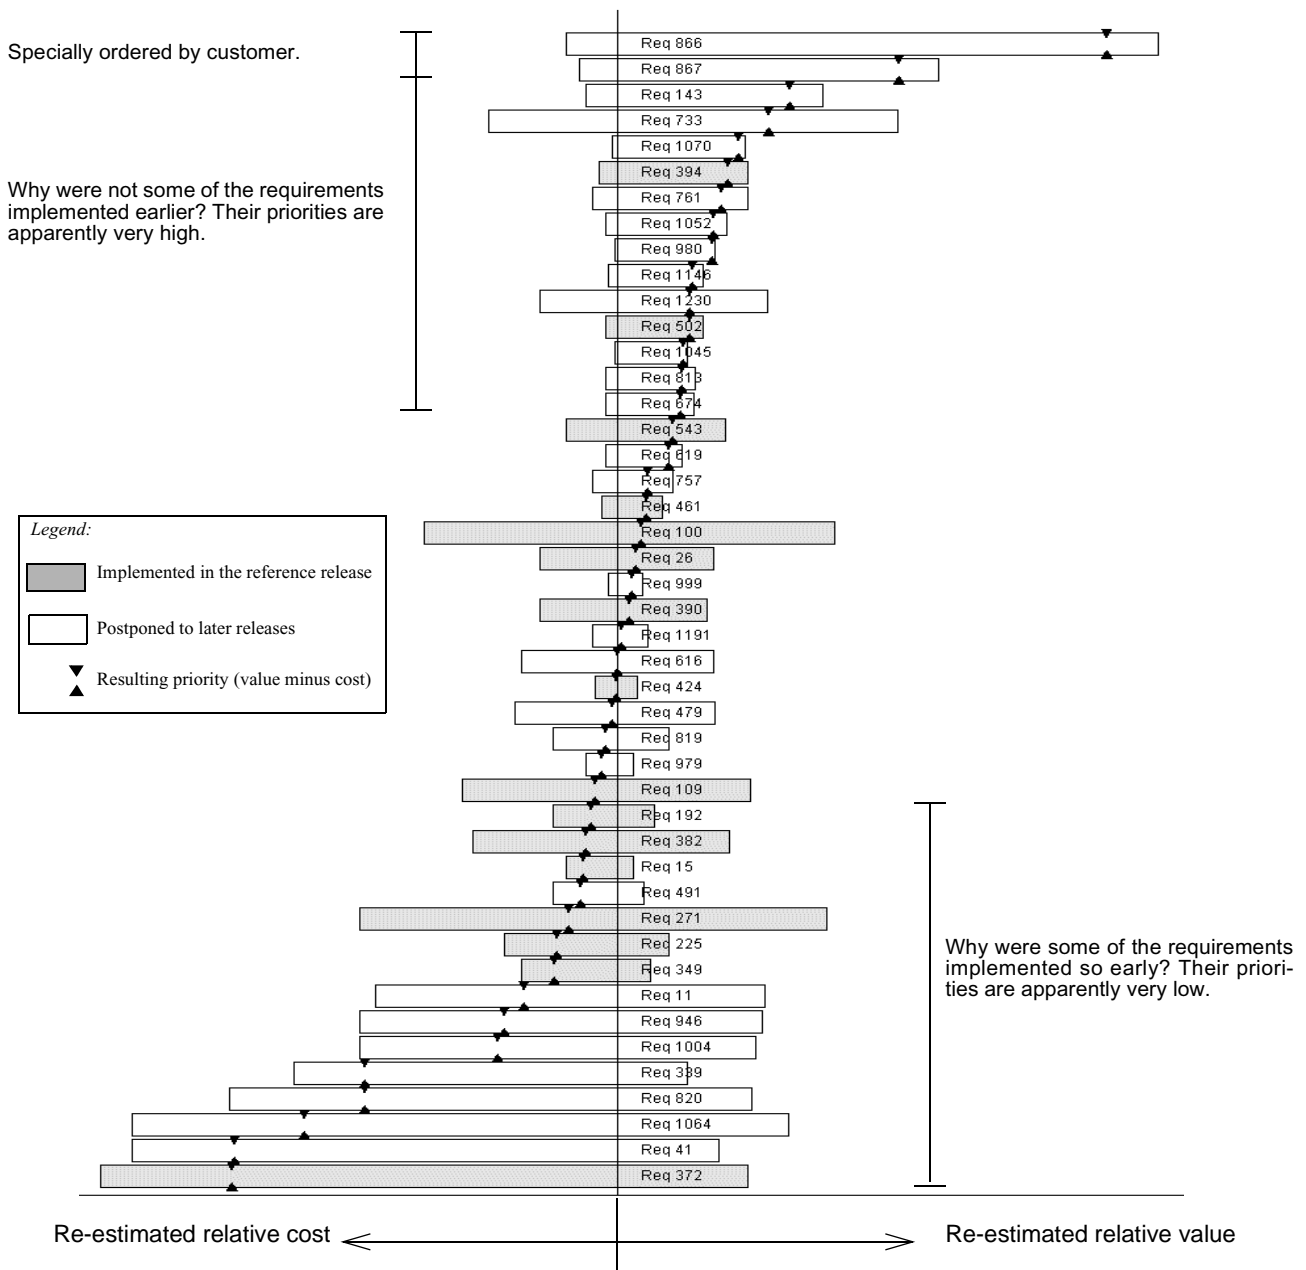 Specially ordered by customer.
Req 866
Req 867
Req 143
Req 733
Req 1070
Req 394
Why were not some of the requirements
implemented earlier? Their priorities are
apparently very high.
Req 761
Req 1052
Req 980
Req 1146
Req 1230
Req 502
Req 1045
Req 813
Req 674
Req 543
Req 619
Req 757
Req 461
Legend:
Implemented in the reference release
Postponed to later releases
Resulting priority (value minus cost)
Req 100
Req 26
Req 999
Req 390
Req 1191
Req 616
Req 424
Req 479
Req 819
Req 979
Req 109
Req 192
Req 382
Req 15
Req 491
Req 271
Req 225
Req 349
Why were some of the requirements
implemented so early? Their priori-
ties are apparently very low.
Req 11
Req 946
Req 1004
Req 339
Req 820
Req 1064
Req 41
Req 372
Re-estimated relative cost
Re-estimated relative value